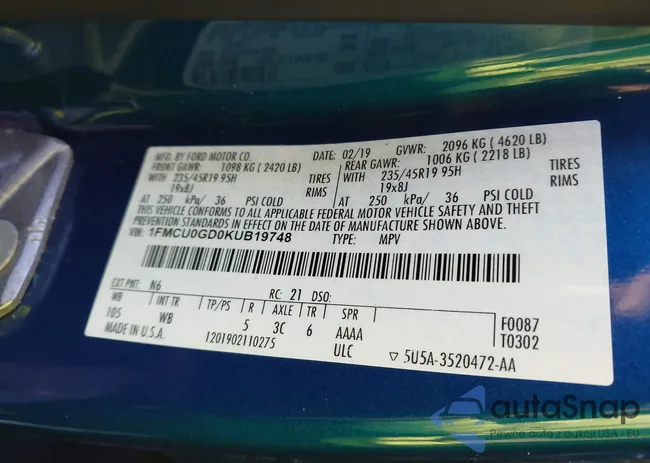 MFD. BY FORD MOTOR CO.
DATE: 02/19 GVWR: 2096 KG ( 4620 LB)
FRONT GAWR: 1098 KG ( 2420 LB) REAR GAWR: 1006 KG ( 2218 LB)
WITH 235/45R19 95H TIRES WITH 235/45R19 95H TIRES
19x8J RIMS 19x8J RIMS
AT 250 kPa/ 36 PSI COLD AT 250 kPa/ 36 PSI COLD
THIS VEHICLE CONFORMS TO ALL APPLICABLE FEDERAL MOTOR VEHICLE SAFETY AND THEFT
PREVENTION STANDARDS IN EFFECT ON THE DATE OF MANUFACTURE SHOWN ABOVE.
VIN: 1FMCU0GD0KUB19748 TYPE: MPV
EXT PNT: N6 RC: 21 DSO:
WB INT TR TP/PS R AXLE TR SPR
105 WB 5 3C 6 AAAA
F0087
T0302
MADE IN U.S.A. 1201902110275 ULC ▽ 5U5A-3520472-AA
autoSnap
Pewne auto z aukcji USA i EU